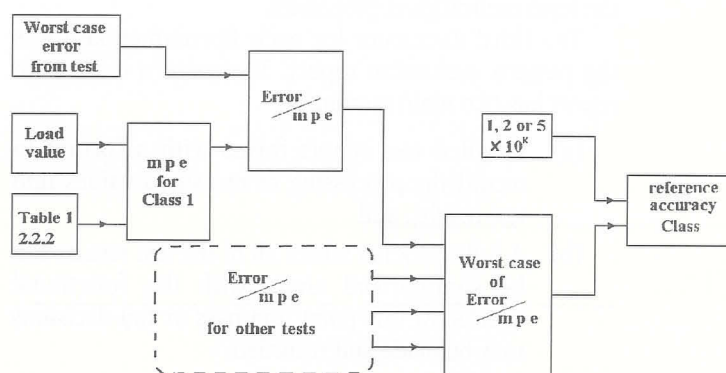 Worst case
error
from test
Load
value
Table 1
2.2.2
m p e
for
Class 1
Error
m p e
Error
m p e
for other tests
1, 2 or 5
× 10ᴷ
Worst case
of
Error
m p e
reference
accuracy
Class